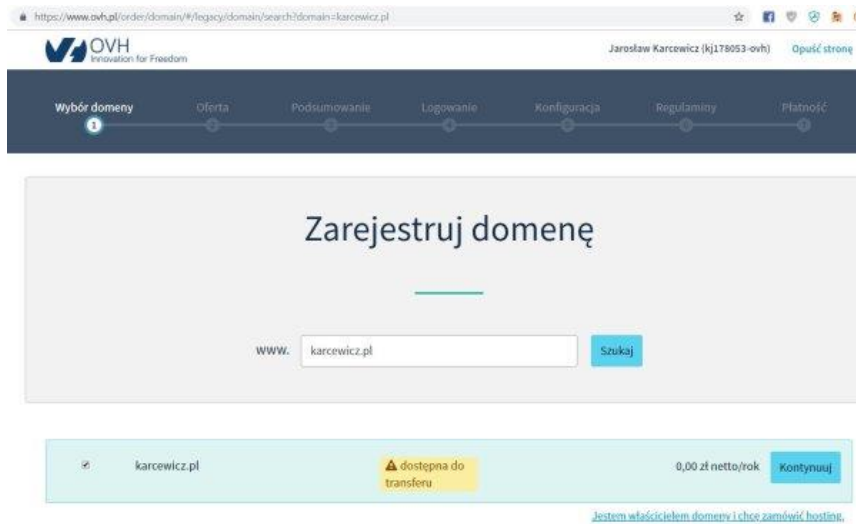 https://www.ovh.pl/order/domain/#/legacy/domain/search?domain=karcewicz.pl
OVH
Innovation for Freedom
Jarosław Karcewicz (kj178053-ovh) Opuść stronę
Wybór domeny Oferta Podsumowanie Logowanie Konfiguracja Regulaminy Płatność
1
Zarejestruj domenę
www. karcewicz.pl Szukaj
karcewicz.pl dostępna do transferu 0,00 zł netto/rok Kontynuuj
Jestem właścicielem domeny i chcę zamówić hosting.